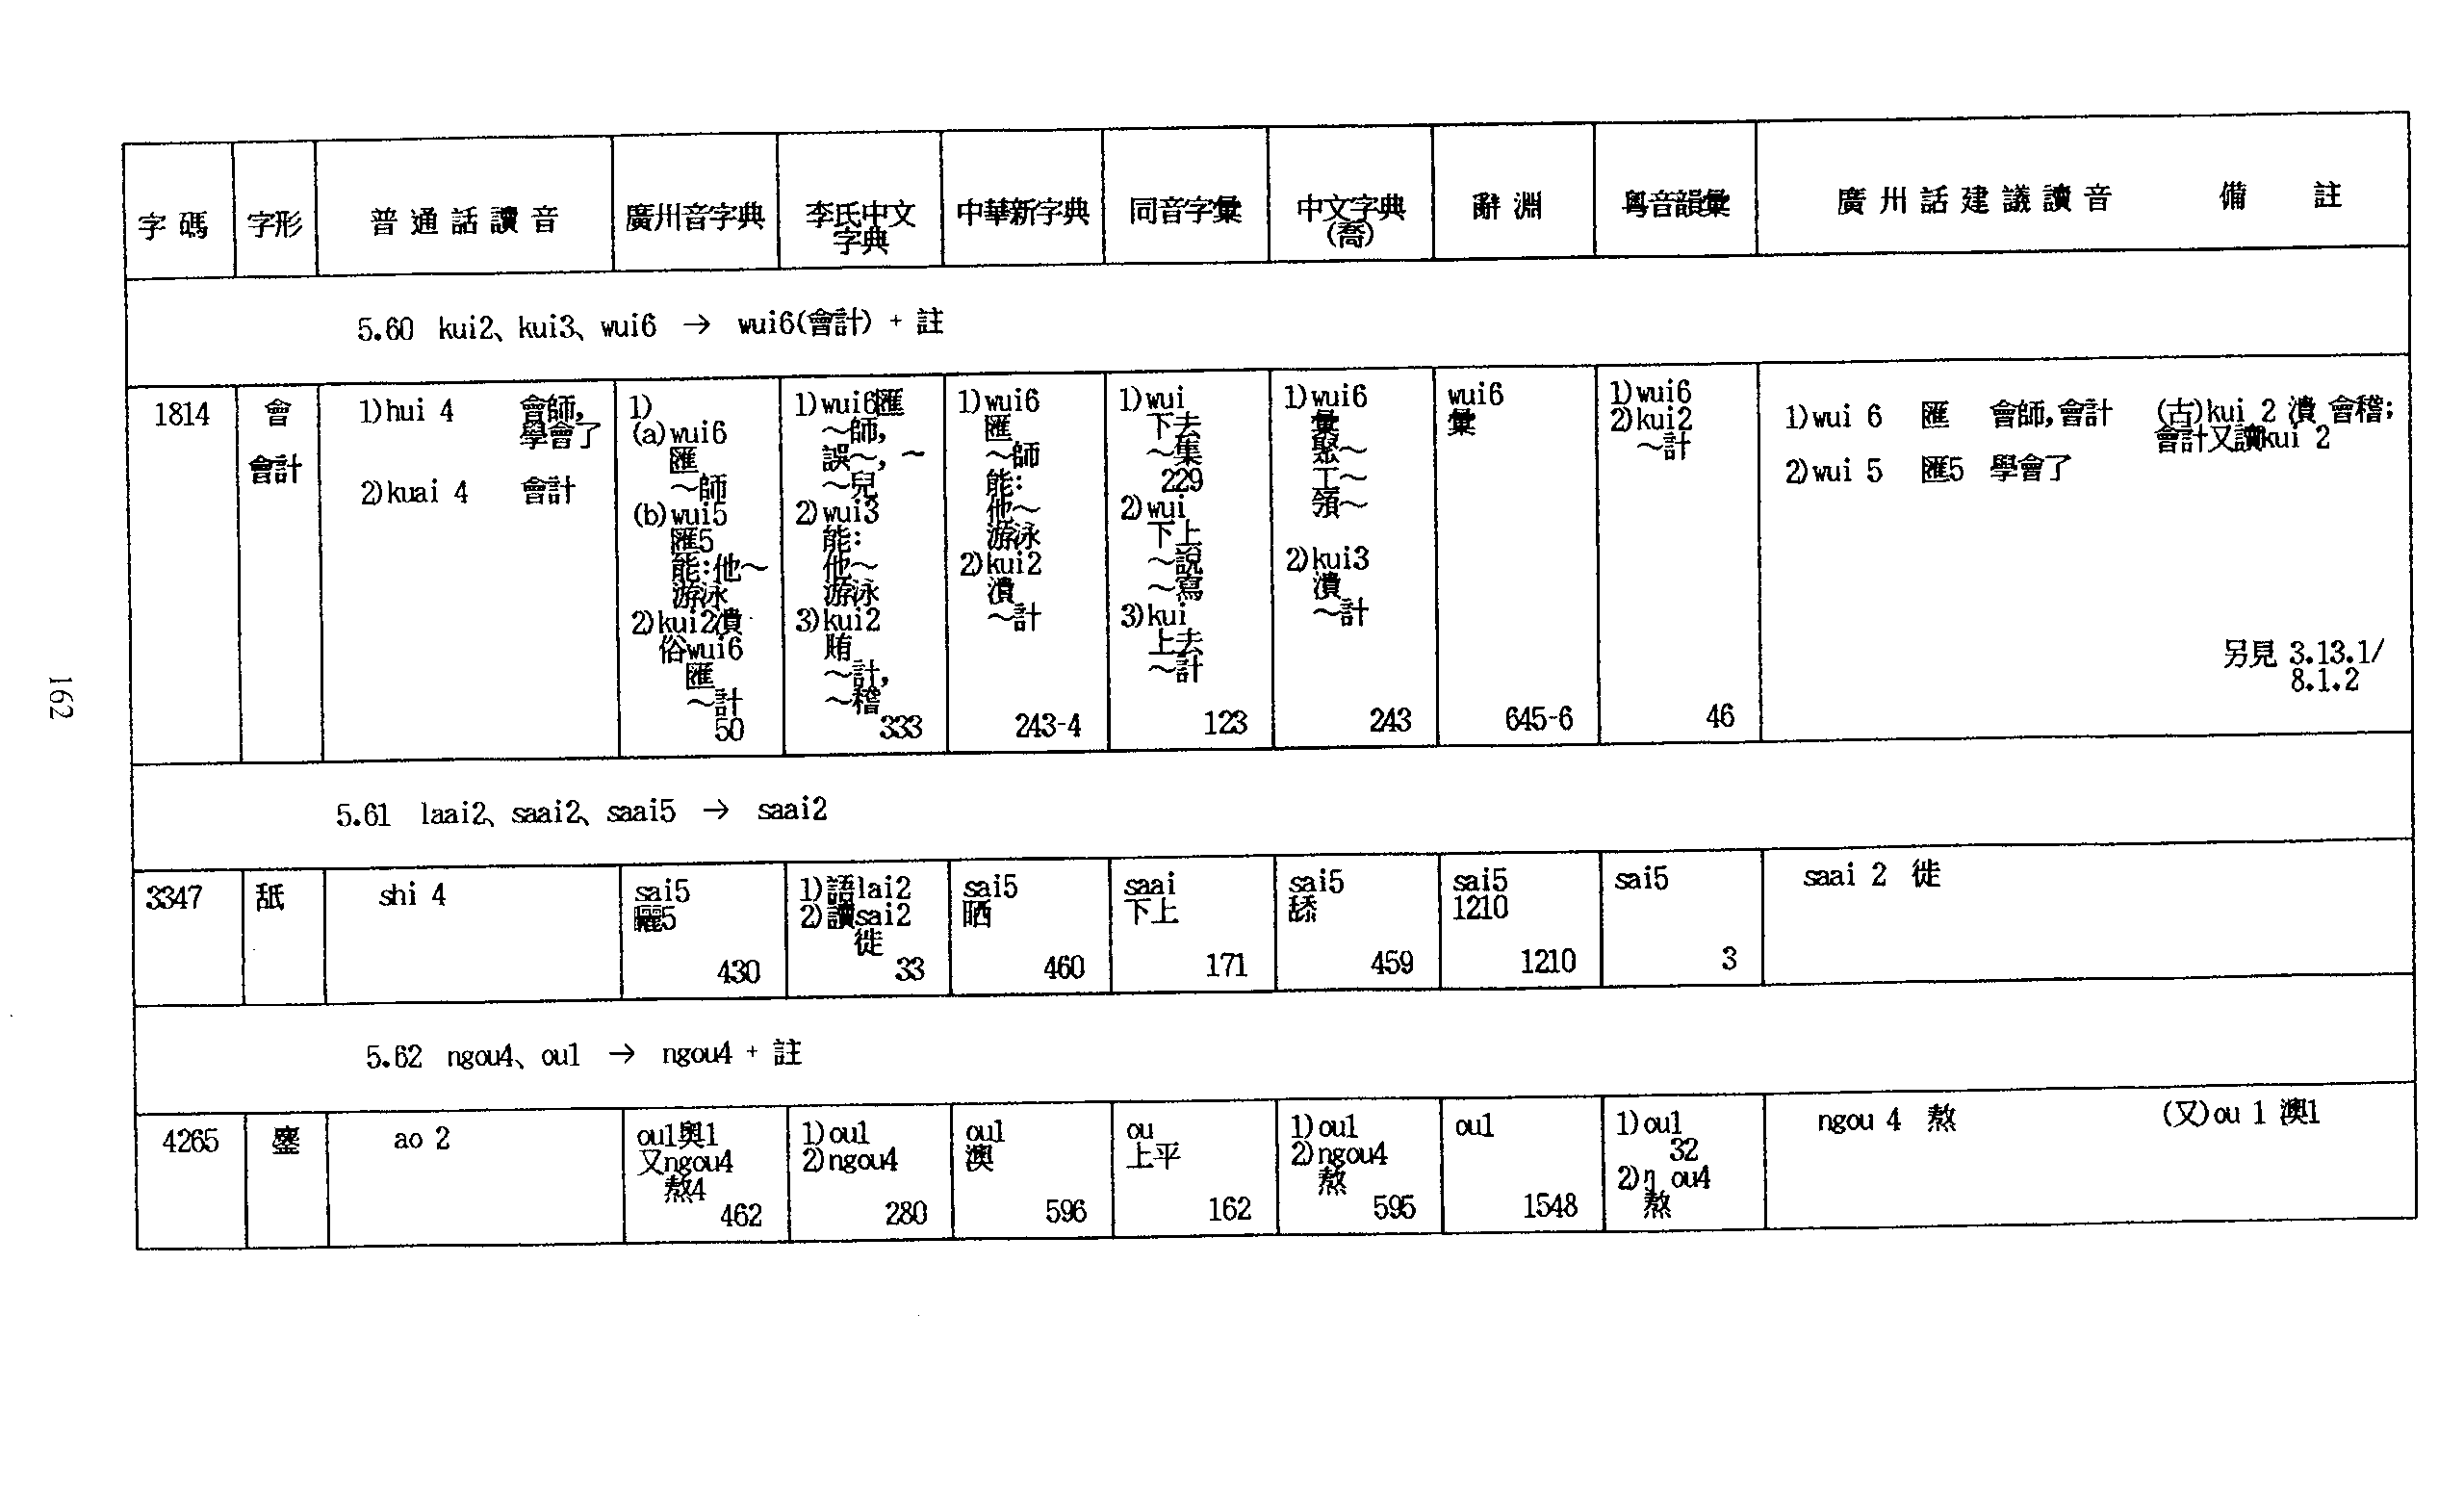 字碼 字形 普通話讀音 廣州音字典 李氏中文字典 中華新字典 同音字彙 中文字典(喬) 辭淵 粵音韻彙 廣州話建議讀音 備註
5.60 kui2、kui3、wui6 → wui6(會計) + 註
1814
會
會計
1)hui 4 會師,
學會了
2)kuai 4 會計
1)
(a)wui6
匯
~師
(b)wui5
匯5
能:他~
游泳
2)kui2潰
俗wui6
匯
~計
50
1)wui6匯
~師,
誤~, ~
~兒
2)wui3
能:
他~
游泳
3)kui2
賄
~計,
~稽
333
1)wui6
匯
~師
能:
他~
游泳
2)kui2
潰
~計
243-4
1)wui
下去
~集
229
2)wui
下上
~說
~寫
3)kui
上去
~計
123
1)wui6
彙
聚~
工~
領~
2)kui3
潰
~計
243
wui6
彙
645-6
1)wui6
2)kui2
~計
46
1)wui 6 匯 會師,會計
2)wui 5 匯5 學會了
(古)kui 2 潰 會稽;
會計又讀kui 2
另見 3.13.1/
8.1.2
5.61 laai2、saai2、saai5 → saai2
3347
舐
shi 4
sai5
曬5
430
1)語lai2
2)讀sai2
徙
33
sai5
晒
460
saai
下上
171
sai5
舔
459
sai5
1210
1210
sai5
3
saai 2 徙
5.62 ngou4、ou1 → ngou4 + 註
4265
鏖
ao 2
ou1奧1
又ngou4
熬4
462
1)ou1
2)ngou4
280
ou1
澳
596
ou
上平
162
1)ou1
2)ngou4
熬
595
ou1
1548
1)ou1
32
2)η ou4
熬
ngou 4 熬
(又)ou 1 澳1
162